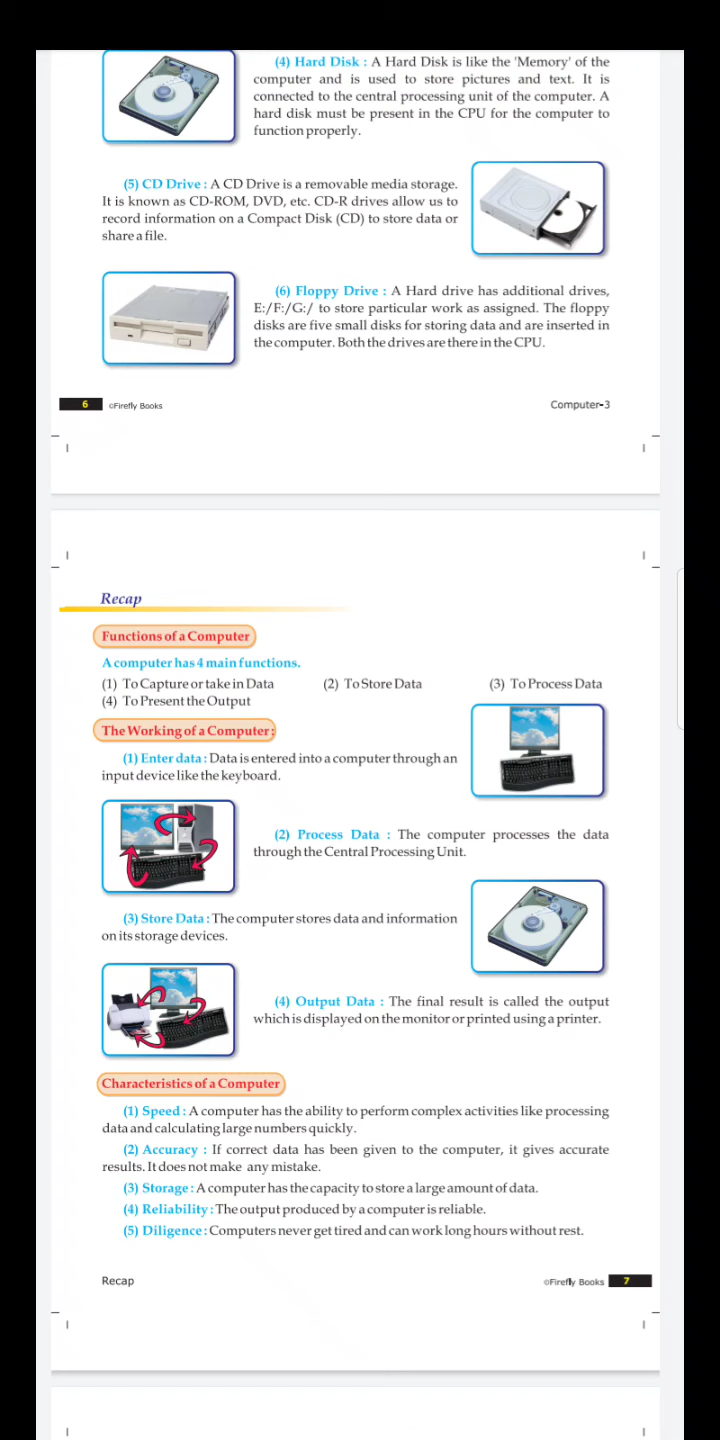 (4) Hard Disk : A Hard Disk is like the 'Memory' of the
computer and is used to store pictures and text. It is
connected to the central processing unit of the computer. A
hard disk must be present in the CPU for the computer to
function properly.
(5) CD Drive : A CD Drive is a removable media storage.
It is known as CD-ROM, DVD, etc. CD-R drives allow us to
record information on a Compact Disk (CD) to store data or
share a file.
(6) Floppy Drive : A Hard drive has additional drives,
E:/F:/G:/ to store particular work as assigned. The floppy
disks are five small disks for storing data and are inserted in
the computer. Both the drives are there in the CPU.
6 ©Firefly Books Computer-3
Recap
Functions of a Computer
A computer has 4 main functions.
(1) To Capture or take in Data (2) To Store Data (3) To Process Data
(4) To Present the Output
The Working of a Computer:
(1) Enter data : Data is entered into a computer through an
input device like the keyboard.
(2) Process Data : The computer processes the data
through the Central Processing Unit.
(3) Store Data : The computer stores data and information
on its storage devices.
(4) Output Data : The final result is called the output
which is displayed on the monitor or printed using a printer.
Characteristics of a Computer
(1) Speed : A computer has the ability to perform complex activities like processing
data and calculating large numbers quickly.
(2) Accuracy : If correct data has been given to the computer, it gives accurate
results. It does not make any mistake.
(3) Storage : A computer has the capacity to store a large amount of data.
(4) Reliability : The output produced by a computer is reliable.
(5) Diligence : Computers never get tired and can work long hours without rest.
Recap ©Firefly Books 7